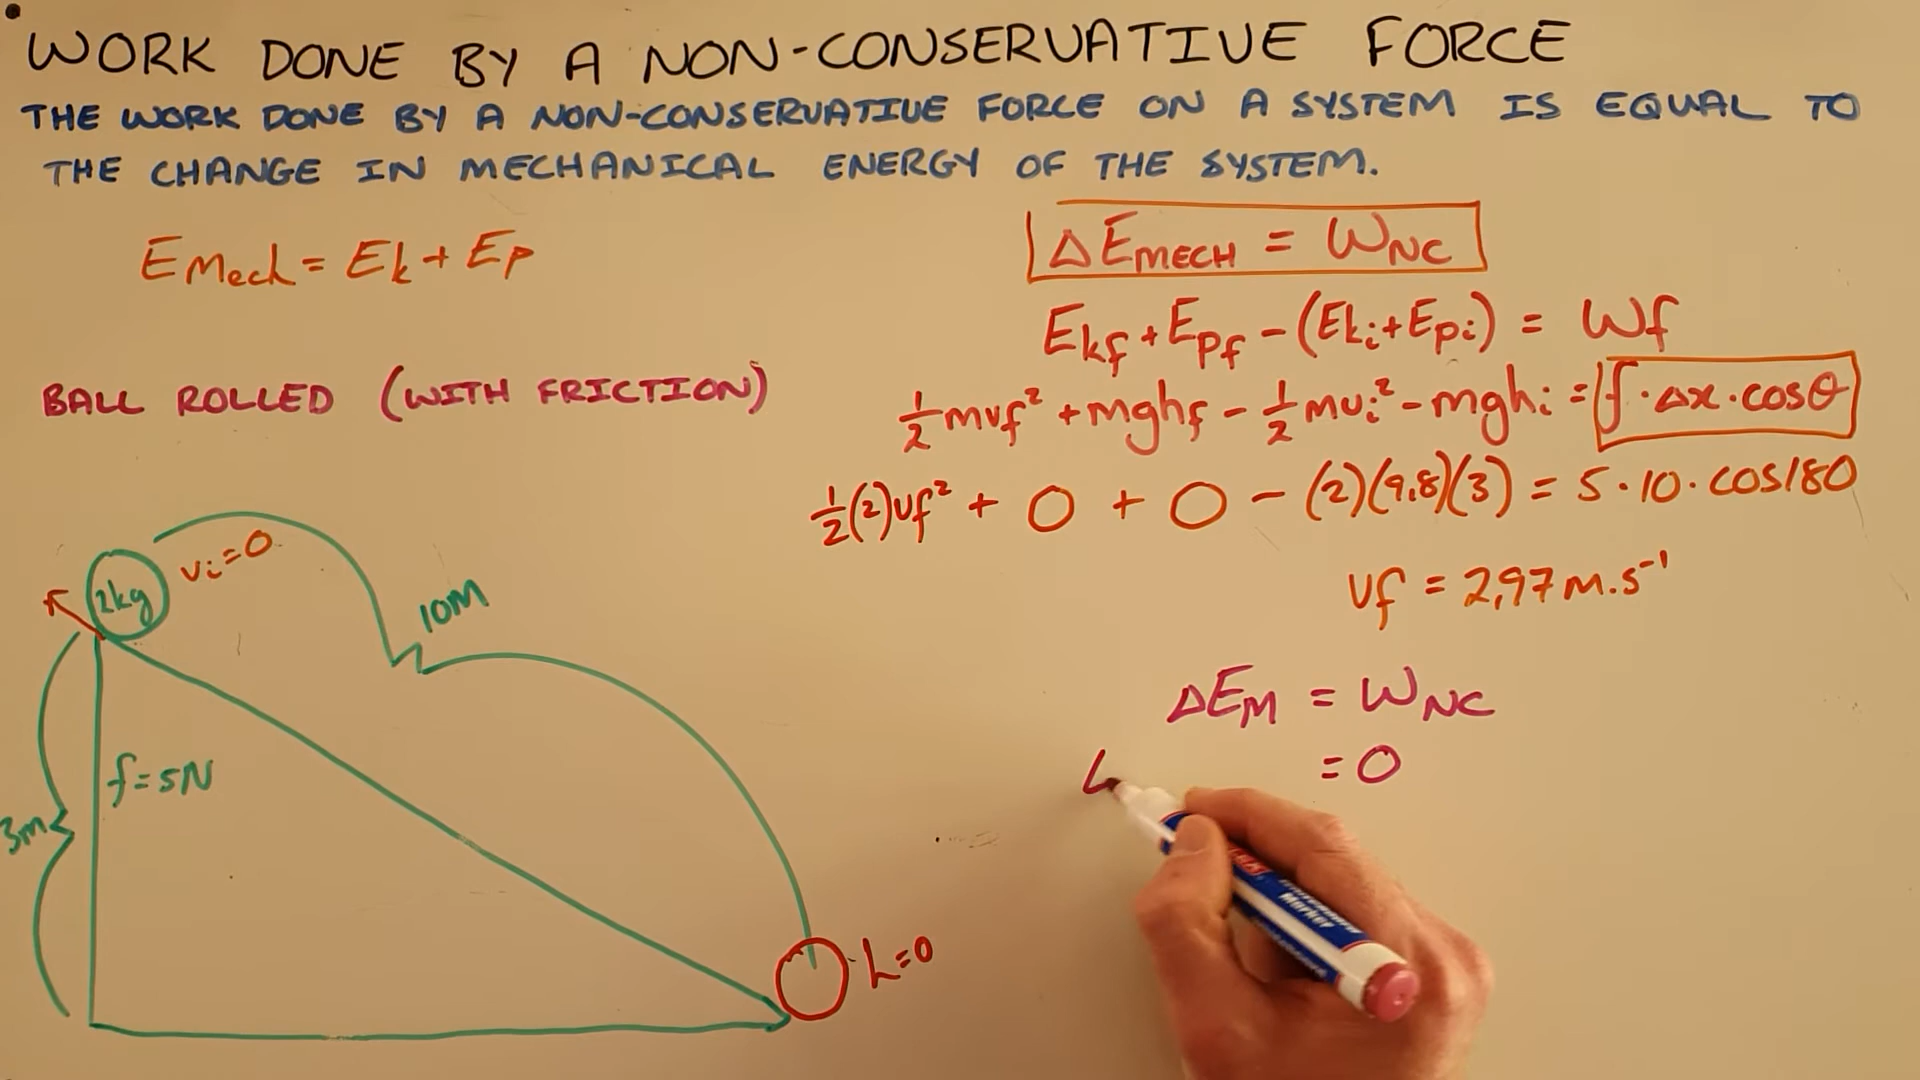 WORK DONE BY A NON-CONSERVATIVE FORCE
THE WORK DONE BY A NON-CONSERVATIVE FORCE ON A SYSTEM IS EQUAL TO
THE CHANGE IN MECHANICAL ENERGY OF THE SYSTEM.
EMech = Ek + Ep
ΔEMECH = WNC
Ekf + Epf - (Eki + Epi) = Wf
BALL ROLLED (WITH FRICTION)
½mvf² + mghf - ½mvi² - mghi = f · Δx · cosθ
½(2)vf² + 0 + 0 - (2)(9,8)(3) = 5 · 10 · cos180
vi = 0
2kg
10M
vf = 2,97 m.s⁻¹
ΔEM = WNC
= 0
f = 5N
3m
h = 0
Marker